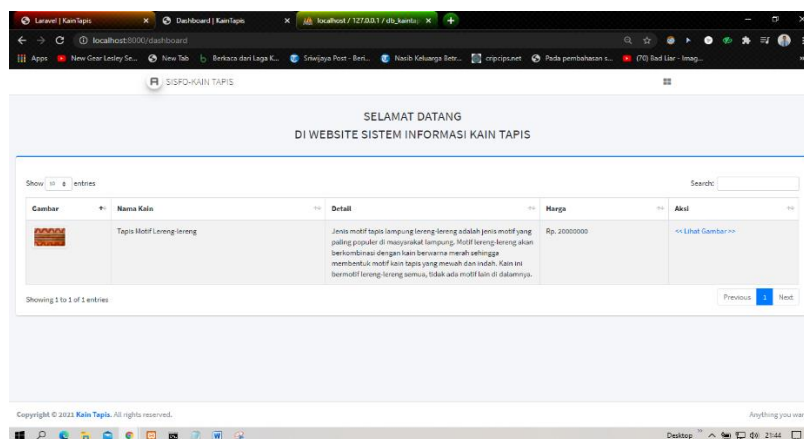 Laravel | KainTapis
Dashboard | KainTapis
localhost / 127.0.0.1 / db_kainta
localhost:8000/dashboard
Apps New Gear Lesley Se... New Tab Berkaca dari Laga K... Sriwijaya Post - Beri... Nasib Keluarga Betr... cripcips.net Pada pembahasan s... (70) Bad Liar - Imag...
SISFO-KAIN TAPIS
SELAMAT DATANG
DI WEBSITE SISTEM INFORMASI KAIN TAPIS
Show 10 entries
Search:
Gambar Nama Kain Detail Harga Aksi
Tapis Motif Lereng-lereng
Jenis motif tapis lampung lereng-lereng adalah jenis motif yang
paling populer di masyarakat lampung. Motif lereng-lereng akan
berkombinasi dengan kain berwarna merah sehingga
membentuk motif kain tapis yang mewah dan indah. Kain ini
bermotif lereng-lereng semua, tidak ada motif lain di dalamnya.
Rp. 20000000
<< Lihat Gambar >>
Showing 1 to 1 of 1 entries
Previous 1 Next
Copyright © 2021 Kain Tapis. All rights reserved.
Anything you wan
Desktop 21:44